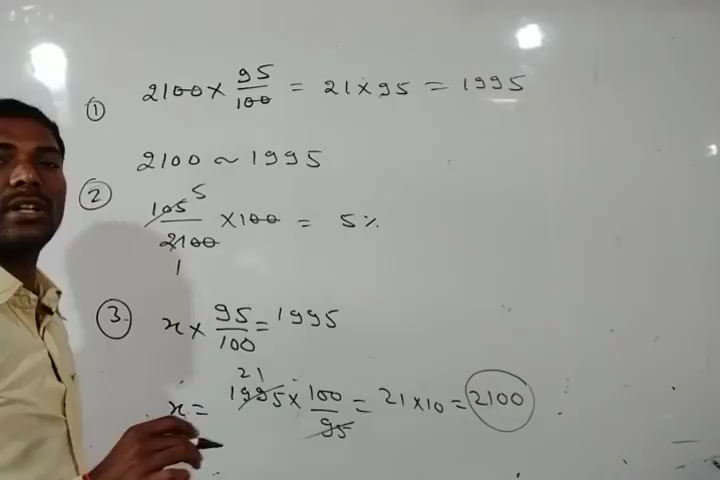 ① 2100 × 95/100 = 21 × 95 = 1995
2100 ~ 1995
② 105 5/2100 1 × 100 = 5%
③ x × 95/100 = 1995
21
x = 1995 × 100/95 = 21 × 10 = 2100